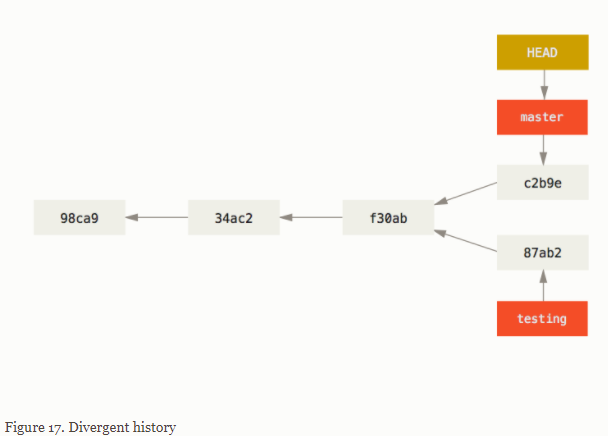 HEAD
master
c2b9e
98ca9
34ac2
f30ab
87ab2
testing
Figure 17. Divergent history